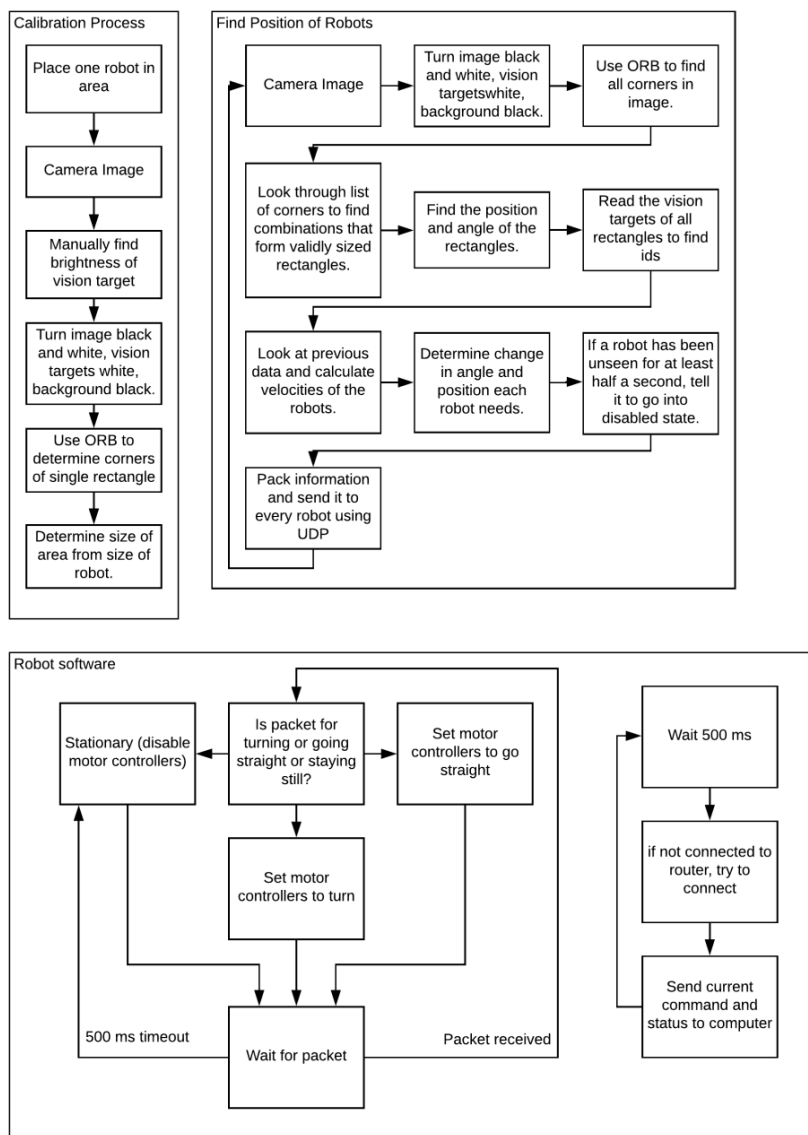 Calibration Process
Place one robot in
area
Camera Image
Manually find
brightness of
vision target
Turn image black
and white, vision
targets white,
background black.
Use ORB to
determine corners
of single rectangle
Determine size of
area from size of
robot.
Find Position of Robots
Camera Image
Turn image black
and white, vision
targetswhite,
background black.
Use ORB to find
all corners in
image.
Look through list
of corners to find
combinations that
form validly sized
rectangles.
Find the position
and angle of the
rectangles.
Read the vision
targets of all
rectangles to find
ids
Look at previous
data and calculate
velocities of the
robots.
Determine change
in angle and
position each
robot needs.
If a robot has been
unseen for at least
half a second, tell
it to go into
disabled state.
Pack information
and send it to
every robot using
UDP
Robot software
Stationary (disable
motor controllers)
Is packet for
turning or going
straight or staying
still?
Set motor
controllers to go
straight
Set motor
controllers to turn
500 ms timeout
Wait for packet
Packet received
Wait 500 ms
if not connected to
router, try to
connect
Send current
command and
status to computer